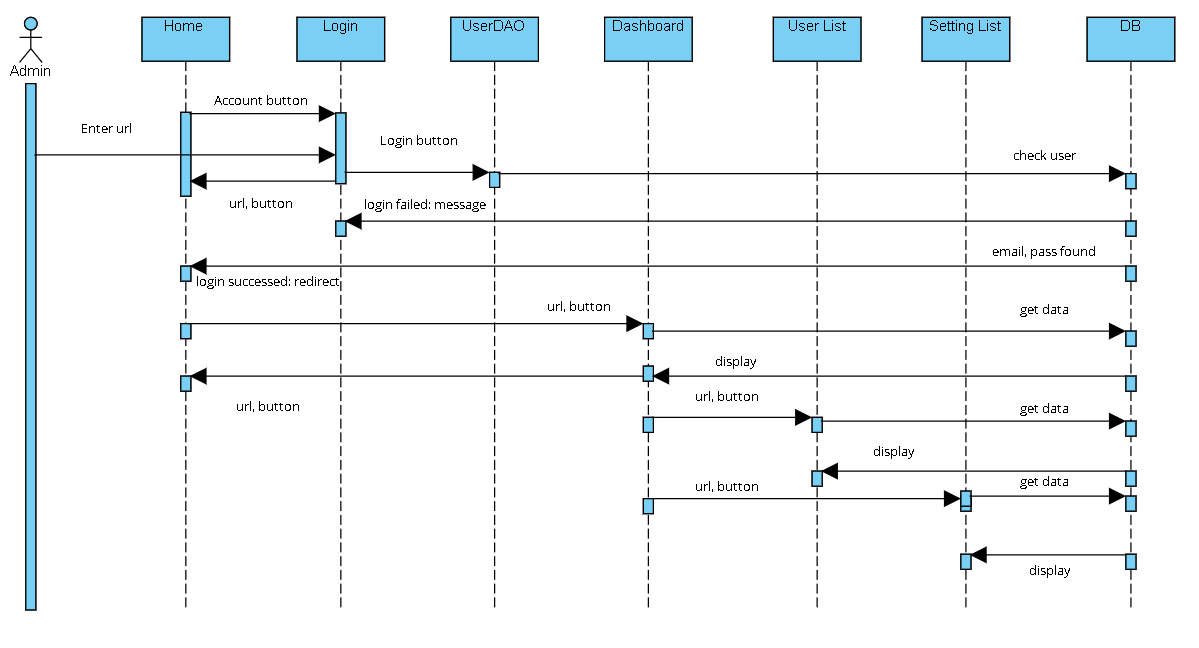 Home
Login
UserDAO
Dashboard
User List
Setting List
DB
Admin
Account button
Enter url
Login button
check user
url, button
login failed: message
email, pass found
login successed: redirect
url, button
get data
display
url, button
url, button
get data
display
url, button
get data
display